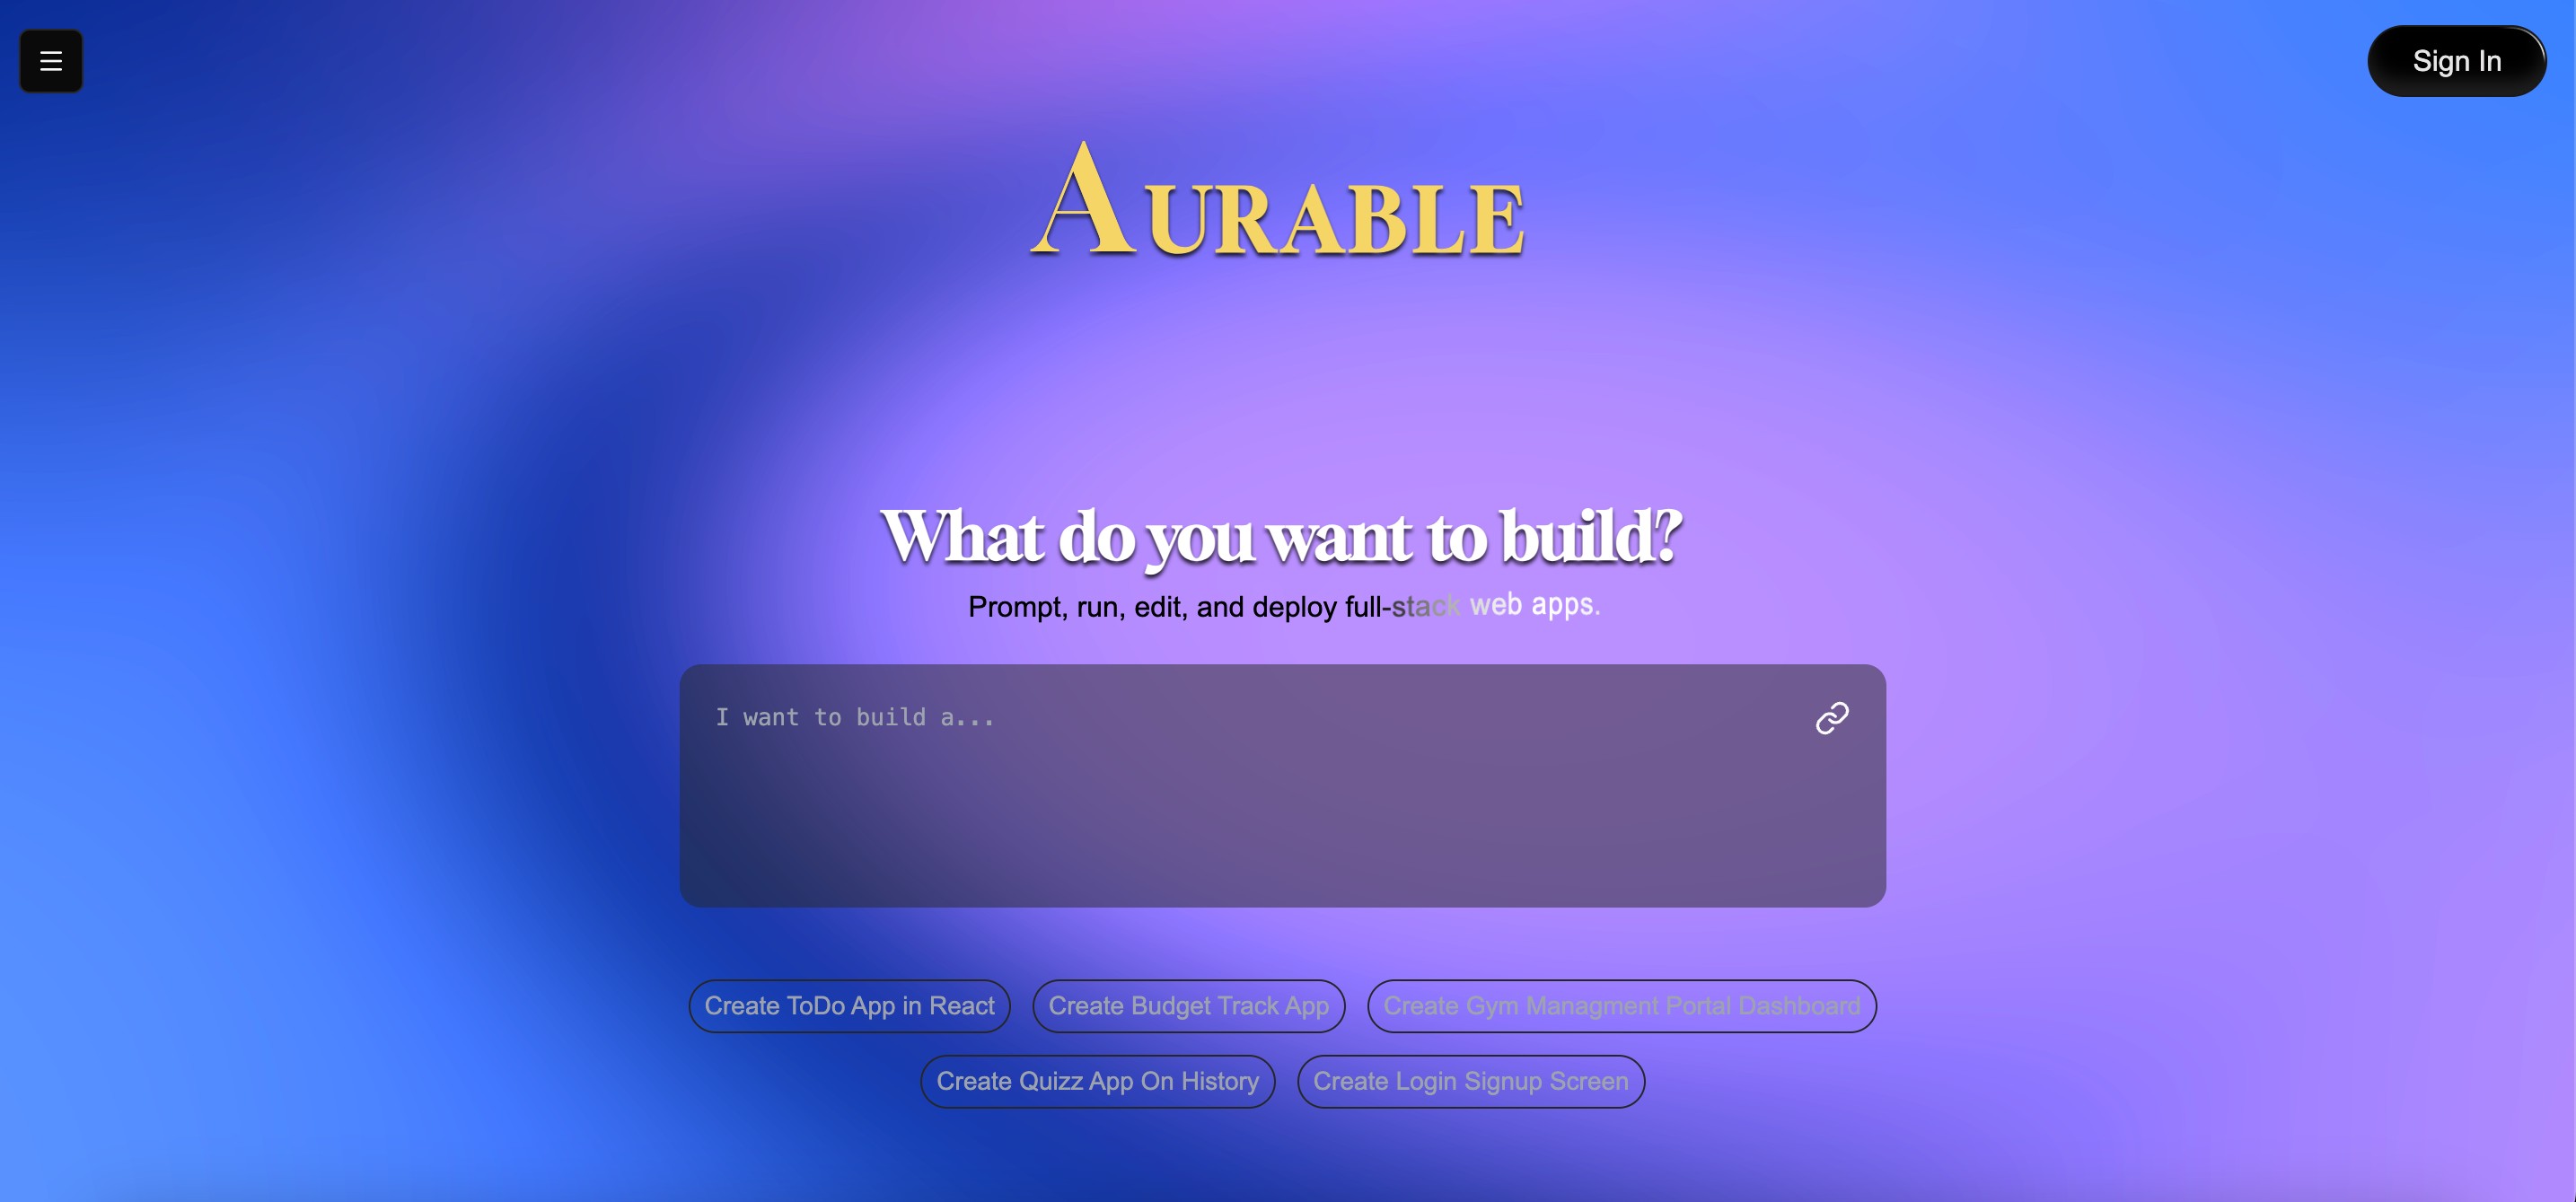 Sign In
AURABLE
What do you want to build?
Prompt, run, edit, and deploy full-stack web apps.
I want to build a...
Create ToDo App in React
Create Budget Track App
Create Gym Managment Portal Dashboard
Create Quizz App On History
Create Login Signup Screen